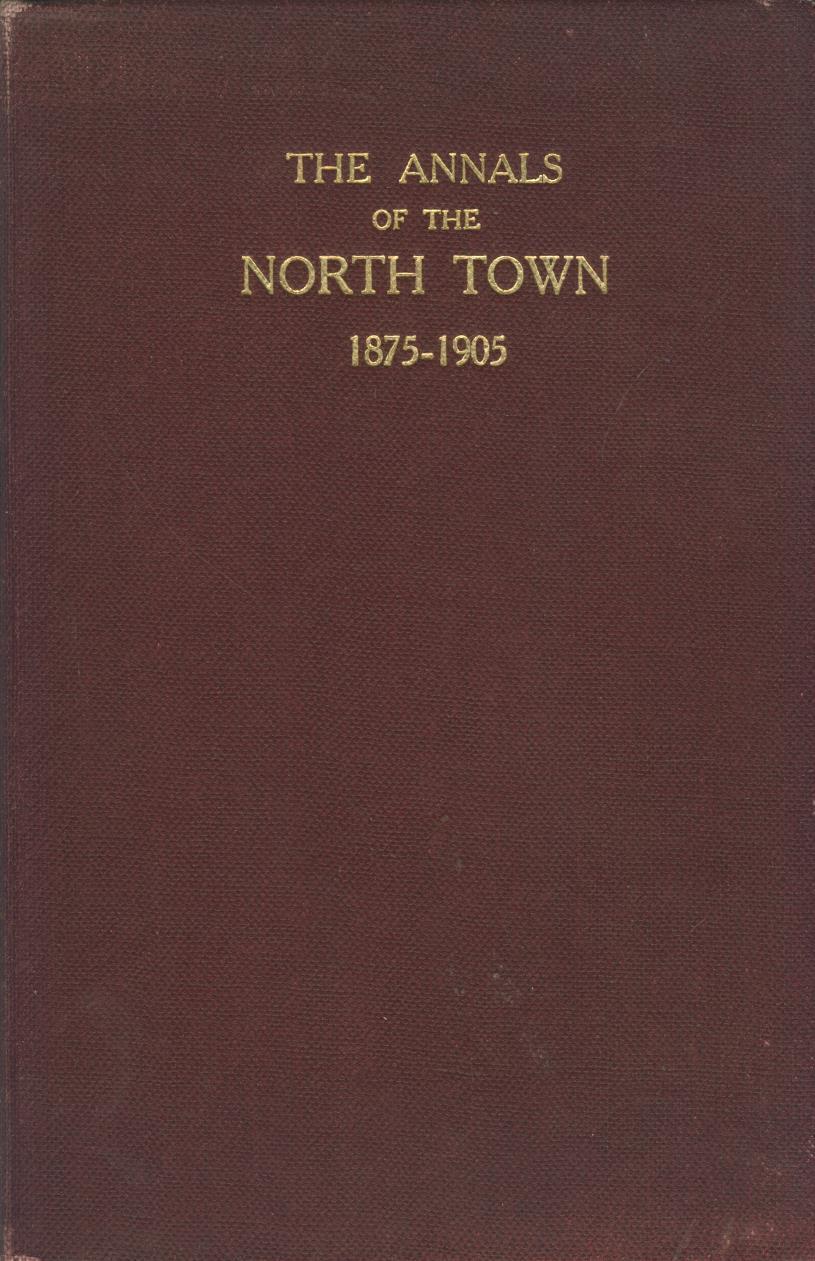 THE ANNALS
OF THE
NORTH TOWN
1875-1905